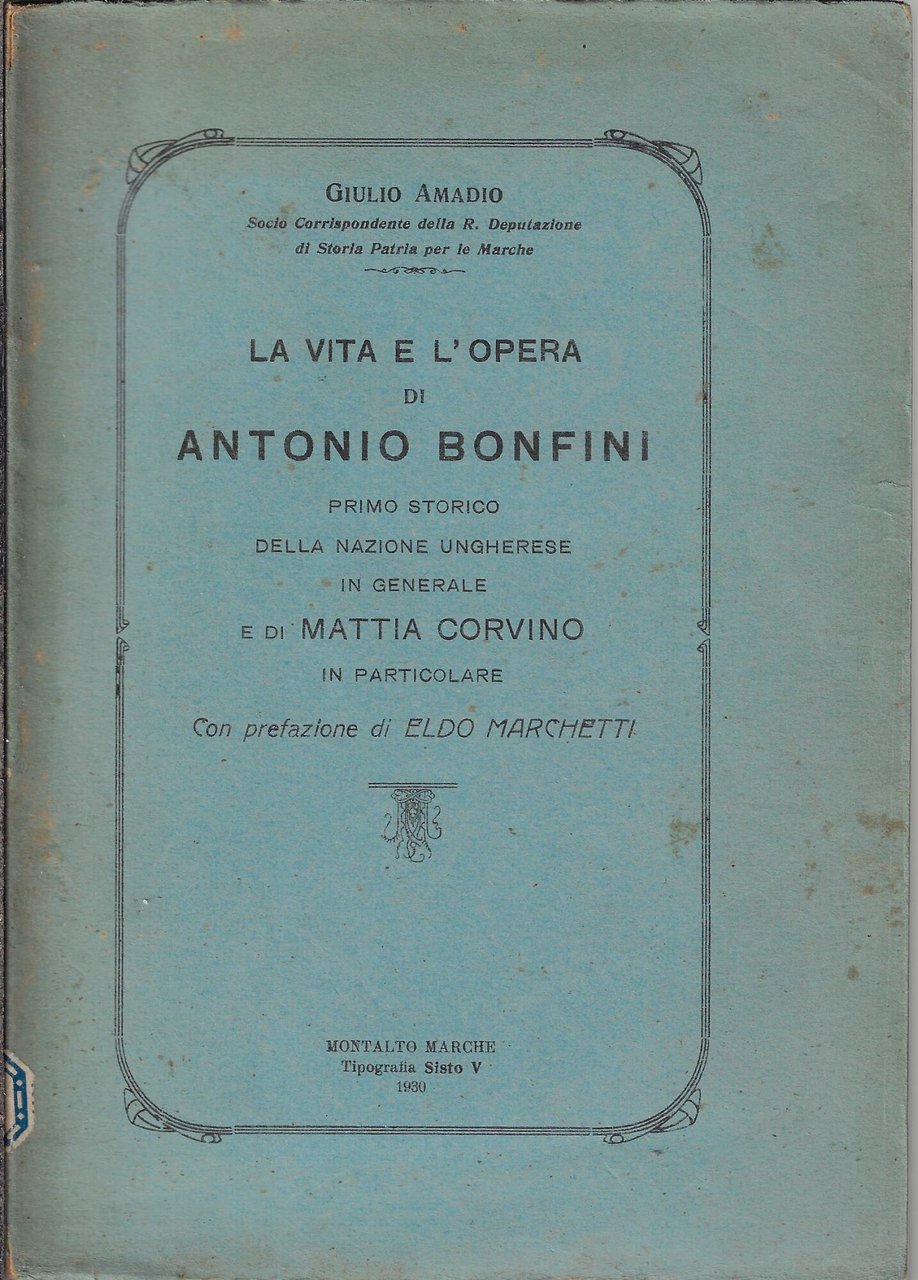 GIULIO AMADIO
Socio Corrispondente della R. Deputazione
di Storia Patria per le Marche
LA VITA E L'OPERA
DI
ANTONIO BONFINI
PRIMO STORICO
DELLA NAZIONE UNGHERESE
IN GENERALE
E DI MATTIA CORVINO
IN PARTICOLARE
Con prefazione di ELDO MARCHETTI
MONTALTO MARCHE
Tipografia Sisto V
1930